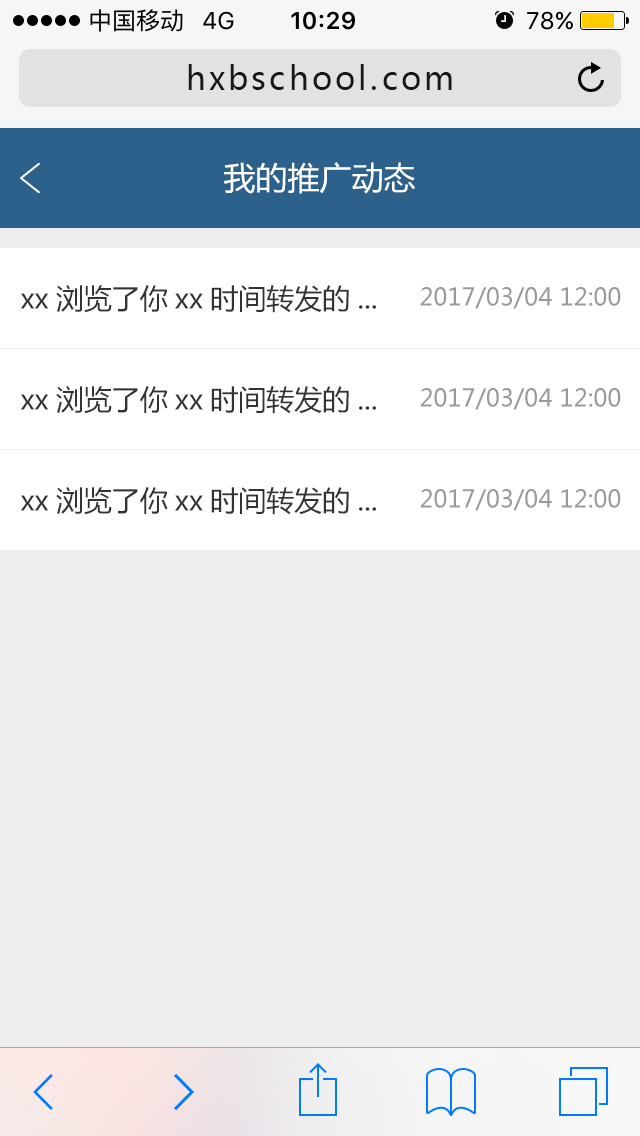 中国移动 4G 10:29 78%
hxbschool.com
我的推广动态
xx 浏览了你 xx 时间转发的 ... 2017/03/04 12:00
xx 浏览了你 xx 时间转发的 ... 2017/03/04 12:00
xx 浏览了你 xx 时间转发的 ... 2017/03/04 12:00